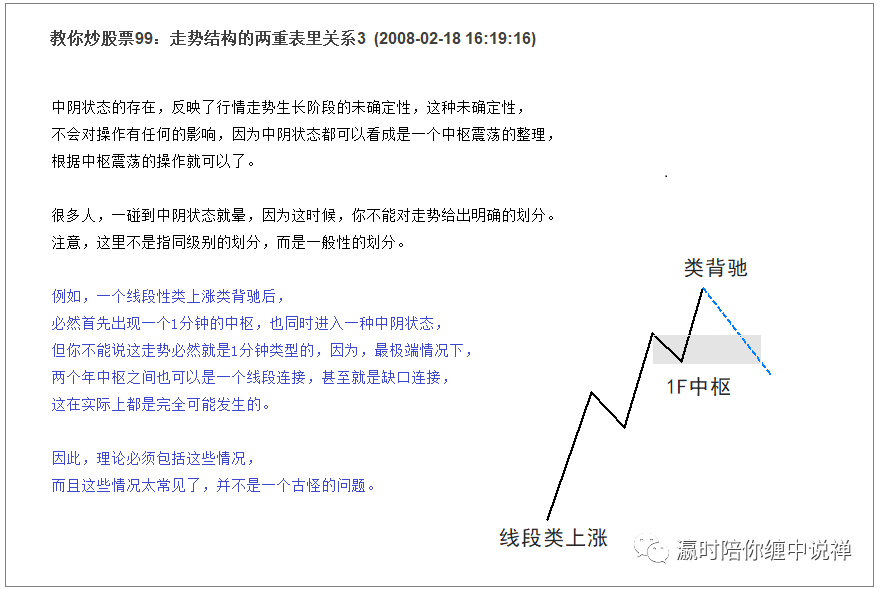 教你炒股票99：走势结构的两重表里关系3 (2008-02-18 16:19:16)
中阴状态的存在，反映了行情走势生长阶段的未确定性，这种未确定性，
不会对操作有任何的影响，因为中阴状态都可以看成是一个中枢震荡的整理，
根据中枢震荡的操作就可以了。
很多人，一碰到中阴状态就晕，因为这时候，你不能对走势给出明确的划分。
注意，这里不是指同级别的划分，而是一般性的划分。
例如，一个线段性类上涨类背驰后，
必然首先出现一个1分钟的中枢，也同时进入一种中阴状态，
但你不能说这走势必然就是1分钟类型的，因为，最极端情况下，
两个年中枢之间也可以是一个线段连接，甚至就是缺口连接，
这在实际上都是完全可能发生的。
因此，理论必须包括这些情况，
而且这些情况太常见了，并不是一个古怪的问题。
类背驰
1F中枢
线段类上涨
瀛时陪你缠中说禅